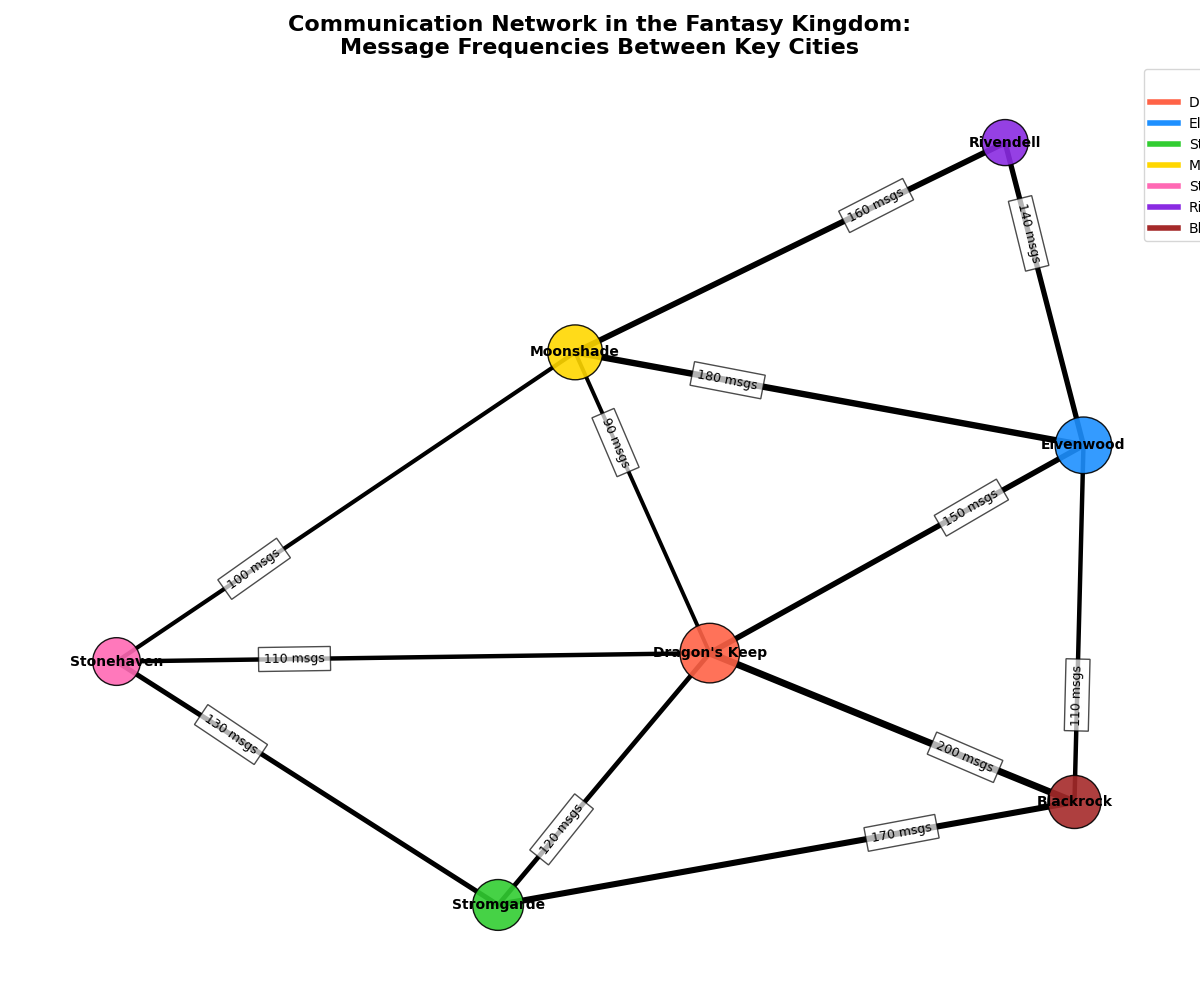 Communication Network in the Fantasy Kingdom:
Message Frequencies Between Key Cities
D
El
St
M
St
Ri
Bl
Rivendell
160 msgs
140 msgs
Moonshade
180 msgs
90 msgs
Elvenwood
150 msgs
100 msgs
Stonehaven
110 msgs
Dragon's Keep
110 msgs
130 msgs
200 msgs
Blackrock
120 msgs
170 msgs
Stromgarde